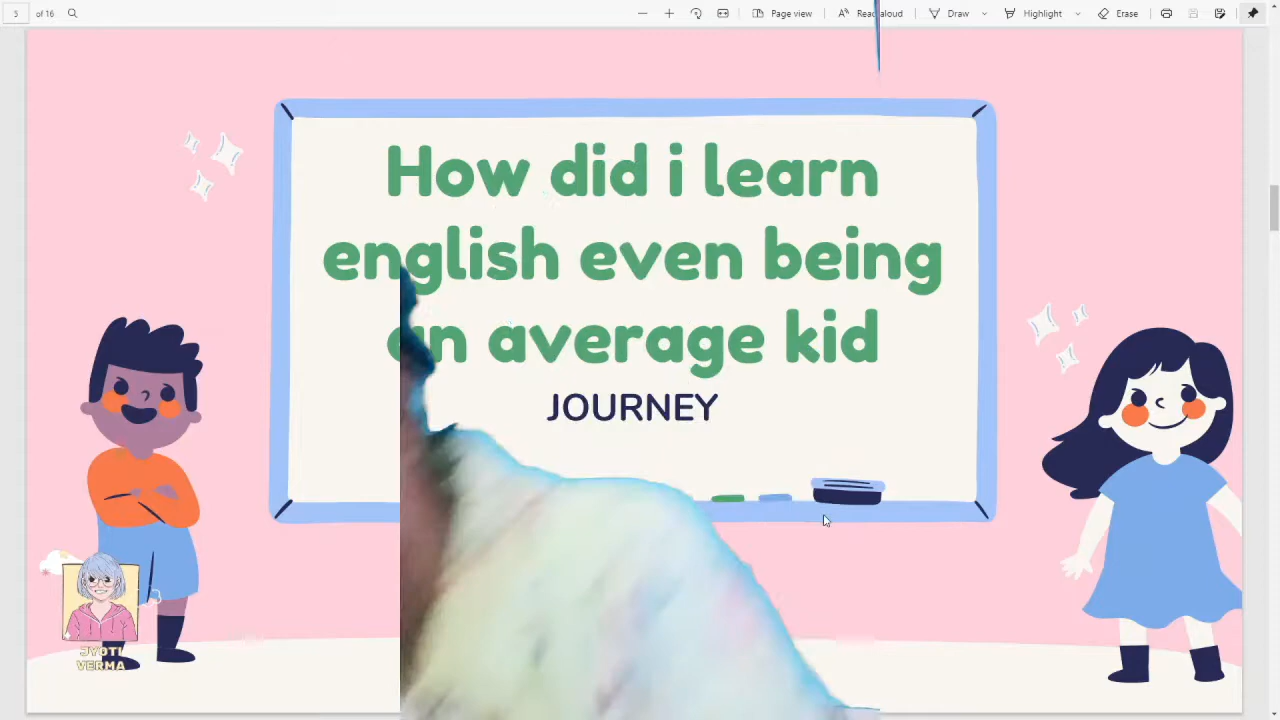 5 of 16 Page view Read aloud Draw Highlight Erase
How did i learn
english even being
an average kid
JOURNEY
JYOTI
VERMA